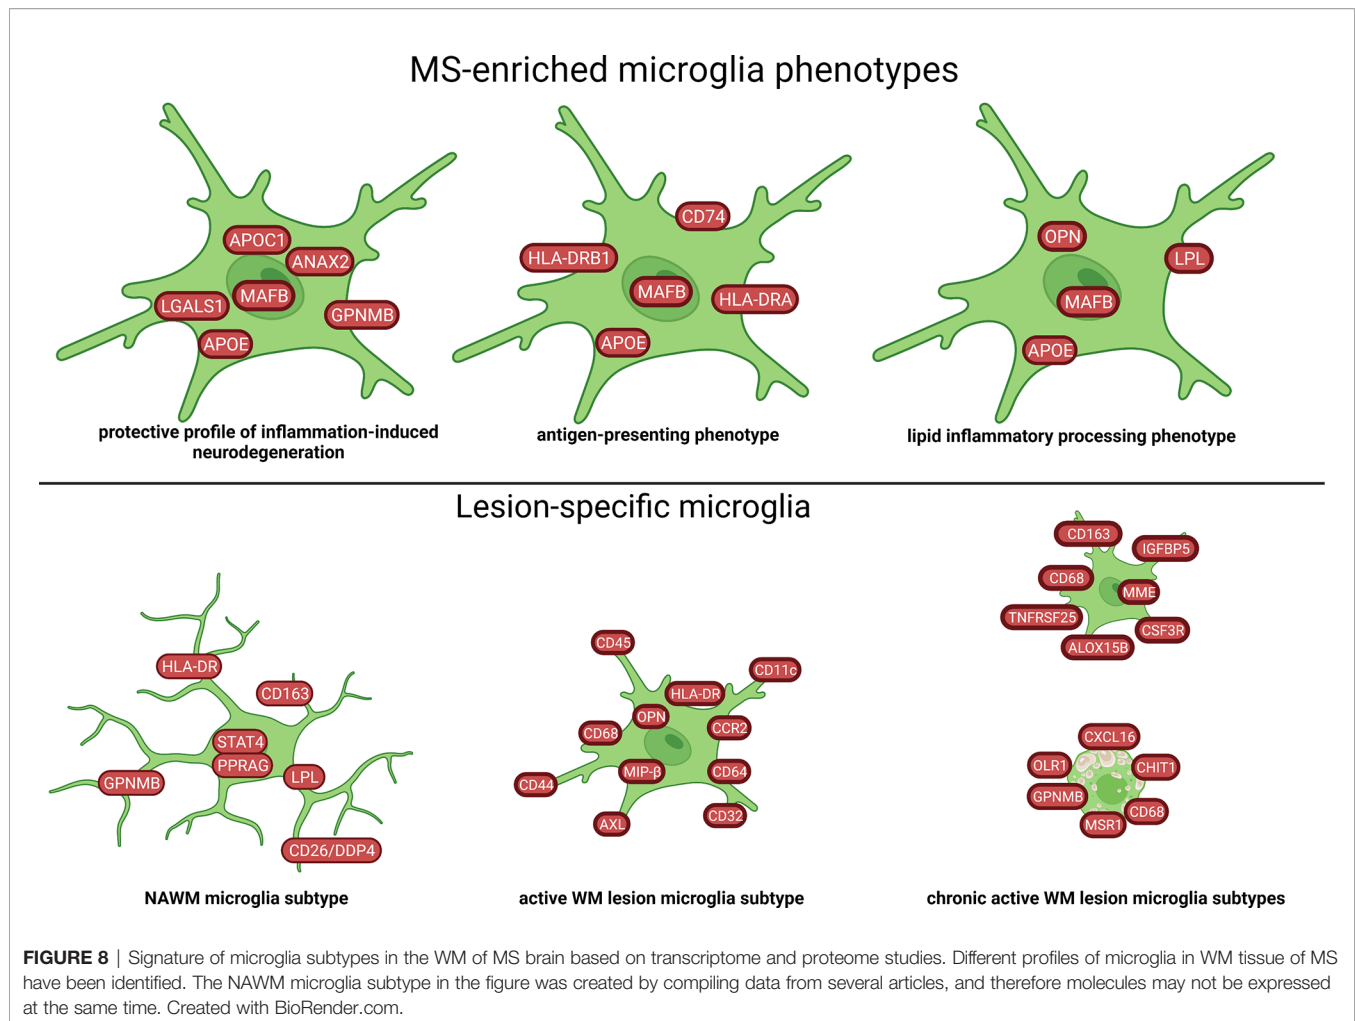 MS-enriched microglia phenotypes
APOC1
ANAX2
MAFB
LGALS1
GPNMB
APOE
protective profile of inflammation-induced
neurodegeneration
CD74
HLA-DRB1
MAFB
HLA-DRA
APOE
antigen-presenting phenotype
OPN
LPL
MAFB
APOE
lipid inflammatory processing phenotype
Lesion-specific microglia
HLA-DR
CD163
STAT4
PPRAG
LPL
GPNMB
CD26/DDP4
NAWM microglia subtype
CD45
CD11c
HLA-DR
OPN
CCR2
CD68
MIP-β
CD64
CD44
CD32
AXL
active WM lesion microglia subtype
CD163
IGFBP5
CD68
MME
TNFRSF25
CSF3R
ALOX15B
CXCL16
OLR1
CHIT1
GPNMB
CD68
MSR1
chronic active WM lesion microglia subtypes
FIGURE 8 | Signature of microglia subtypes in the WM of MS brain based on transcriptome and proteome studies. Different profiles of microglia in WM tissue of MS
have been identified. The NAWM microglia subtype in the figure was created by compiling data from several articles, and therefore molecules may not be expressed
at the same time. Created with BioRender.com.